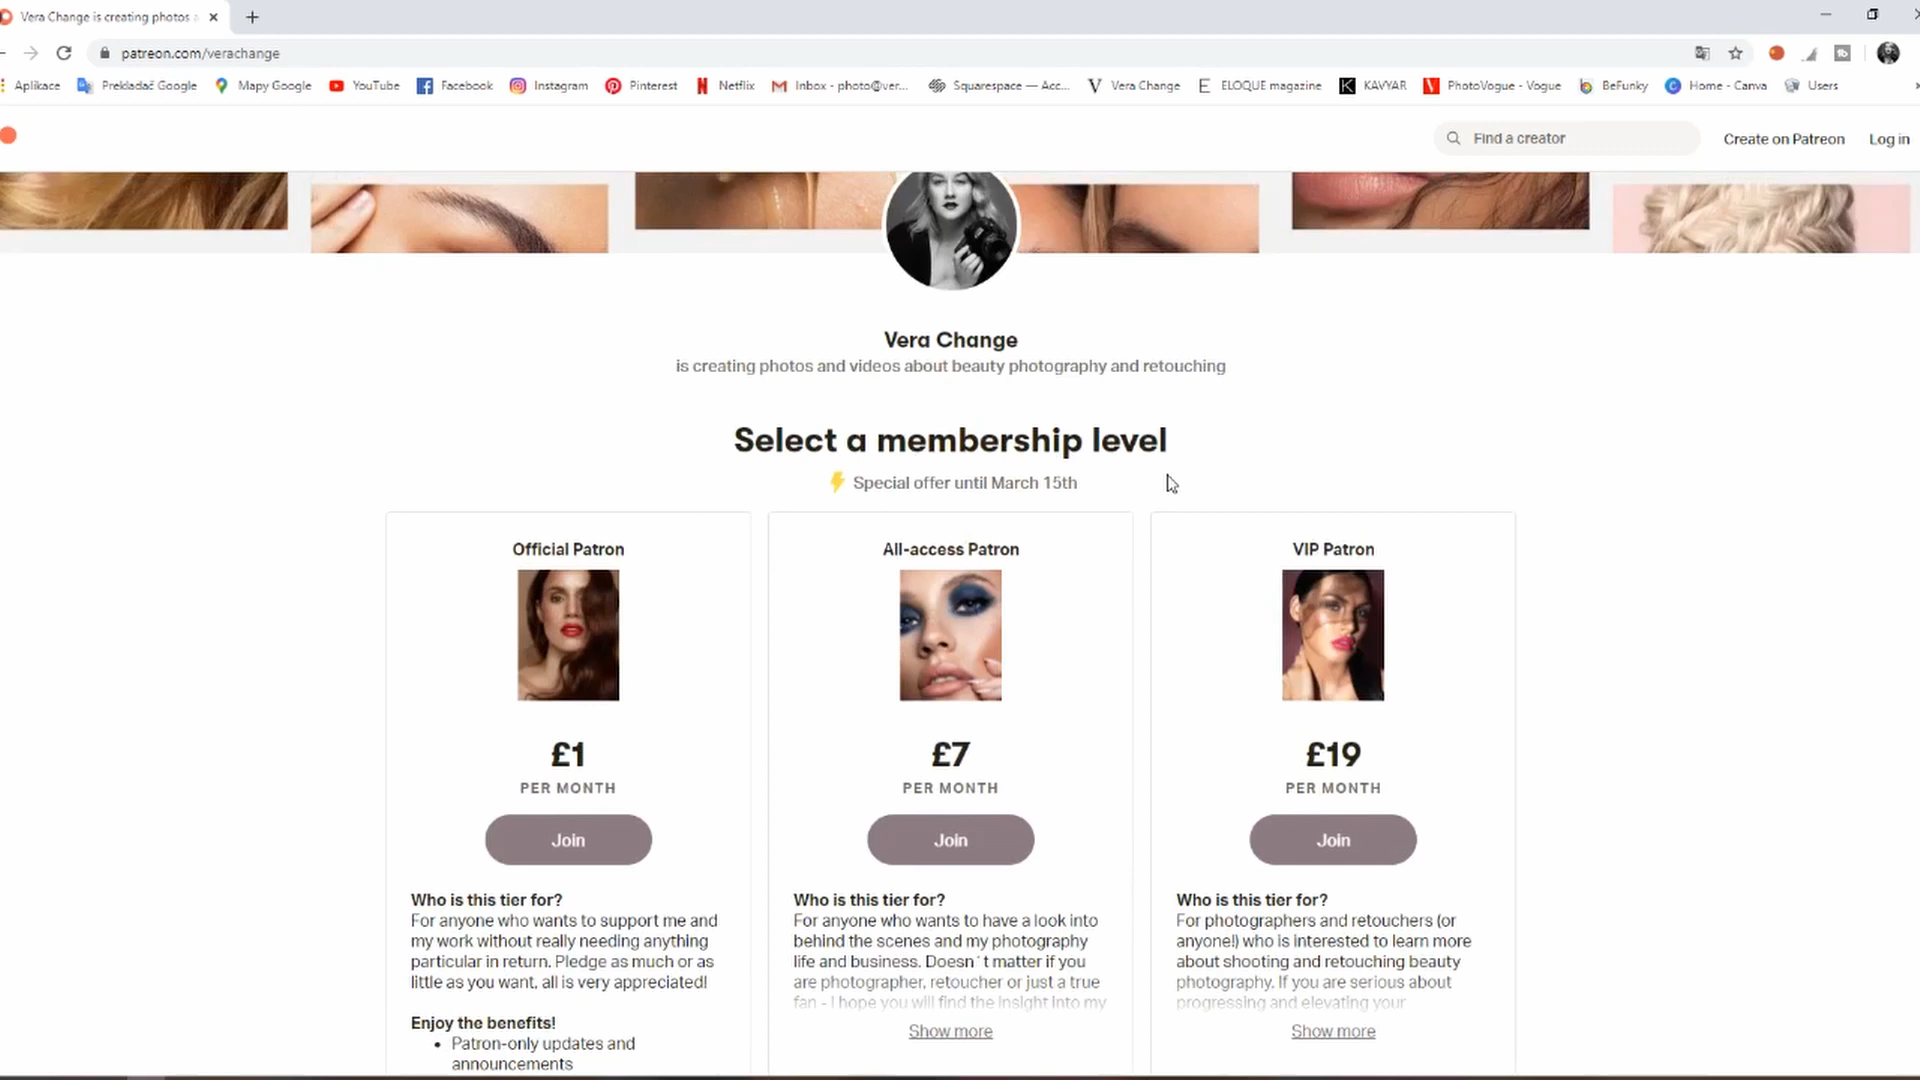 Vera Change is creating photos a
patreon.com/verachange
Aplikace
Prekladač Google
Mapy Google
YouTube
Facebook
Instagram
Pinterest
Netflix
Inbox - photo@ver...
Squarespace — Acc...
Vera Change
ELOQUE magazine
KAVYAR
PhotoVogue - Vogue
BeFunky
Home - Canva
Users
Find a creator
Create on Patreon
Log in
Vera Change
is creating photos and videos about beauty photography and retouching
Select a membership level
Special offer until March 15th
Official Patron
£1
PER MONTH
Join
Who is this tier for?
For anyone who wants to support me and
my work without really needing anything
particular in return. Pledge as much or as
little as you want, all is very appreciated!
Enjoy the benefits!
• Patron-only updates and
announcements
All-access Patron
£7
PER MONTH
Join
Who is this tier for?
For anyone who wants to have a look into
behind the scenes and my photography
life and business. Doesn´t matter if you
are photographer, retoucher or just a true
fan - I hope you will find the insight into my
Show more
VIP Patron
£19
PER MONTH
Join
Who is this tier for?
For photographers and retouchers (or
anyone!) who is interested to learn more
about shooting and retouching beauty
photography. If you are serious about
progressing and elevating your
Show more